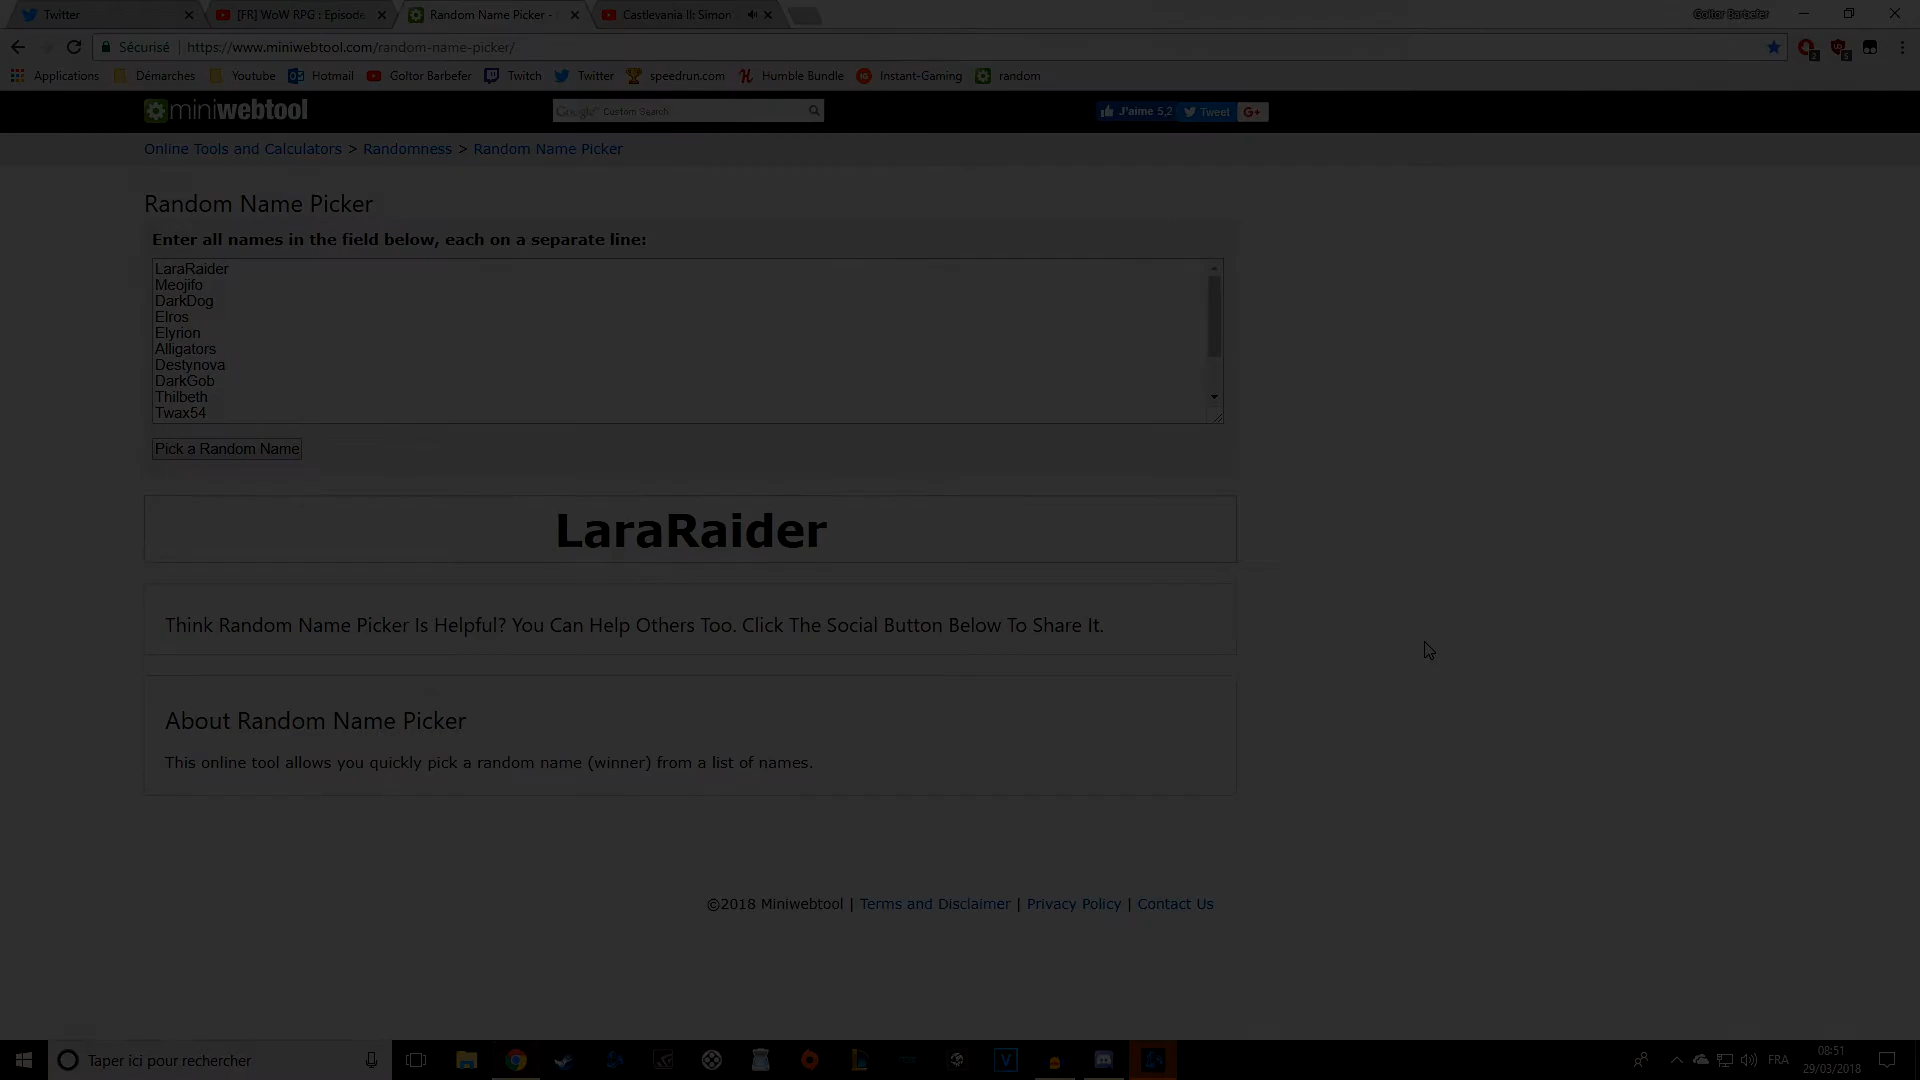 Twitter
[FR] WoW RPG : Episode
Random Name Picker -
Castlevania II: Simon
Goltor Barbefer
Sécurisé
https://www.miniwebtool.com/random-name-picker/
2
5
Applications
Démarches
Youtube
Hotmail
Goltor Barbefer
Twitch
Twitter
speedrun.com
Humble Bundle
Instant-Gaming
random
miniwebtool
Google Custom Search
J'aime 5,2
Tweet
G+
Online Tools and Calculators > Randomness > Random Name Picker
Random Name Picker
Enter all names in the field below, each on a separate line:
LaraRaider
Meojifo
DarkDog
Elros
Elyrion
Alligators
Destynova
DarkGob
Thilbeth
Twax54
Pick a Random Name
LaraRaider
Think Random Name Picker Is Helpful? You Can Help Others Too. Click The Social Button Below To Share It.
About Random Name Picker
This online tool allows you quickly pick a random name (winner) from a list of names.
©2018 Miniwebtool | Terms and Disclaimer | Privacy Policy | Contact Us
Taper ici pour rechercher
FRA
08:51
29/03/2018